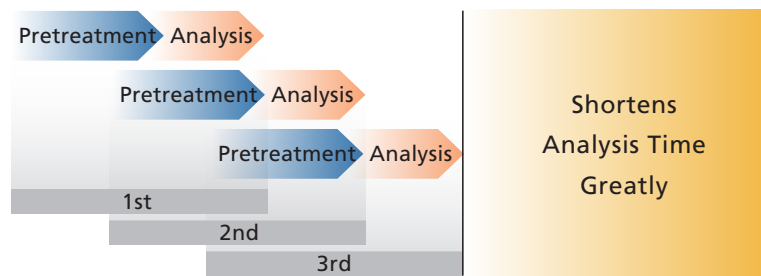 Pretreatment Analysis
Pretreatment Analysis
Pretreatment Analysis
1st
2nd
3rd
Shortens
Analysis Time
Greatly